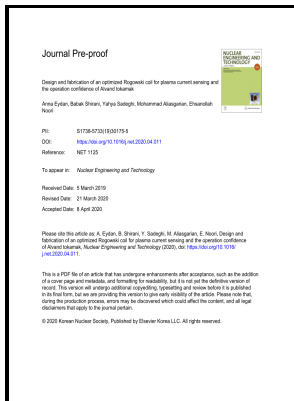 Journal Pre-proof
NUCLEAR
ENGINEERING AND
TECHNOLOGY
Design and fabrication of an optimized Rogowski coil for plasma current sensing and
the operation confidence of Alvand tokamak
Anna Eydan, Babak Shirani, Yahya Sadeghi, Mohammad Aliasgarian, Ehsanollah
Noori
PII: S1738-5733(19)30175-5
DOI: https://doi.org/10.1016/j.net.2020.04.011
Reference: NET 1125
To appear in: Nuclear Engineering and Technology
Received Date: 5 March 2019
Revised Date: 21 March 2020
Accepted Date: 8 April 2020
Please cite this article as: A. Eydan, B. Shirani, Y. Sadeghi, M. Aliasgarian, E. Noori, Design and
fabrication of an optimized Rogowski coil for plasma current sensing and the operation confidence
of Alvand tokamak, Nuclear Engineering and Technology (2020), doi: https://doi.org/10.1016/
j.net.2020.04.011.
This is a PDF file of an article that has undergone enhancements after acceptance, such as the addition
of a cover page and metadata, and formatting for readability, but it is not yet the definitive version of
record. This version will undergo additional copyediting, typesetting and review before it is published
in its final form, but we are providing this version to give early visibility of the article. Please note that,
during the production process, errors may be discovered which could affect the content, and all legal
disclaimers that apply to the journal pertain.
© 2020 Korean Nuclear Society, Published by Elsevier Korea LLC. All rights reserved.